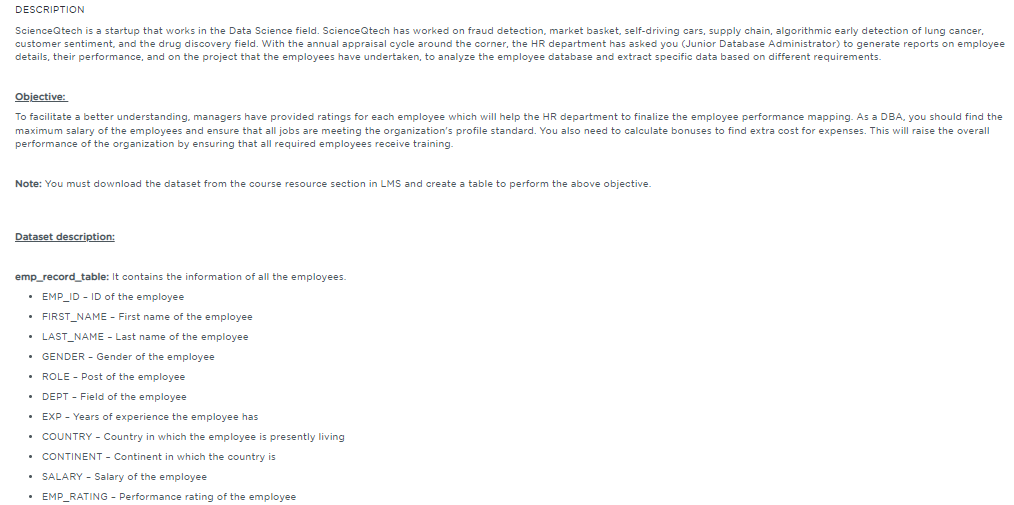 DESCRIPTION
ScienceQtech is a startup that works in the Data Science field. ScienceQtech has worked on fraud detection, market basket, self-driving cars, supply chain, algorithmic early detection of lung cancer,
customer sentiment, and the drug discovery field. With the annual appraisal cycle around the corner, the HR department has asked you (Junior Database Administrator) to generate reports on employee
details, their performance, and on the project that the employees have undertaken, to analyze the employee database and extract specific data based on different requirements.
Objective:
To facilitate a better understanding, managers have provided ratings for each employee which will help the HR department to finalize the employee performance mapping. As a DBA, you should find the
maximum salary of the employees and ensure that all jobs are meeting the organization's profile standard. You also need to calculate bonuses to find extra cost for expenses. This will raise the overall
performance of the organization by ensuring that all required employees receive training.
Note: You must download the dataset from the course resource section in LMS and create a table to perform the above objective.
Dataset description:
emp_record_table: It contains the information of all the employees.
• EMP_ID – ID of the employee
• FIRST_NAME – First name of the employee
• LAST_NAME – Last name of the employee
• GENDER – Gender of the employee
• ROLE – Post of the employee
• DEPT – Field of the employee
• EXP – Years of experience the employee has
• COUNTRY – Country in which the employee is presently living
• CONTINENT – Continent in which the country is
• SALARY – Salary of the employee
• EMP_RATING – Performance rating of the employee